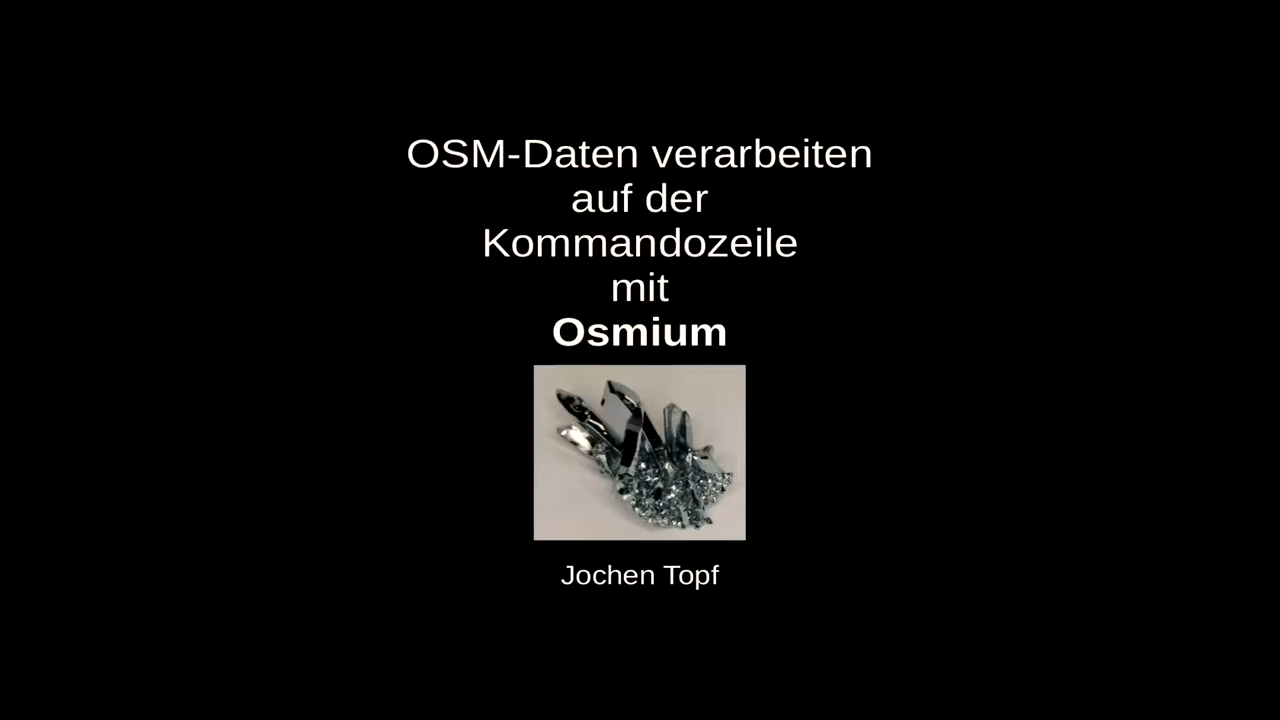 OSM-Daten verarbeiten
auf der
Kommandozeile
mit
Osmium
Jochen Topf